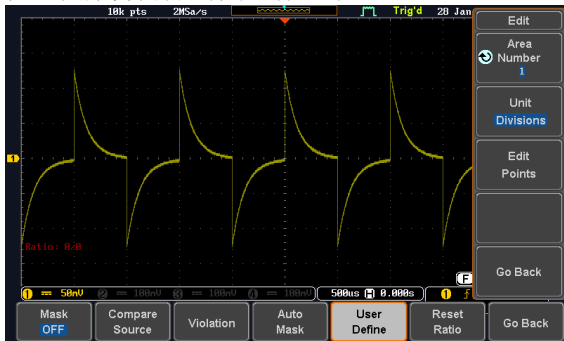 10k pts 2MSa/s Trig'd 28 Jan
Edit
Area
Number
1
Unit
Divisions
Edit
Points
1
Ratio: 0/0
F
Go Back
1 50mV 2 100mV 3 100mV 4 100mV 500us H 0.000s 1
Mask
OFF
Compare
Source
Violation
Auto
Mask
User
Define
Reset
Ratio
Go Back